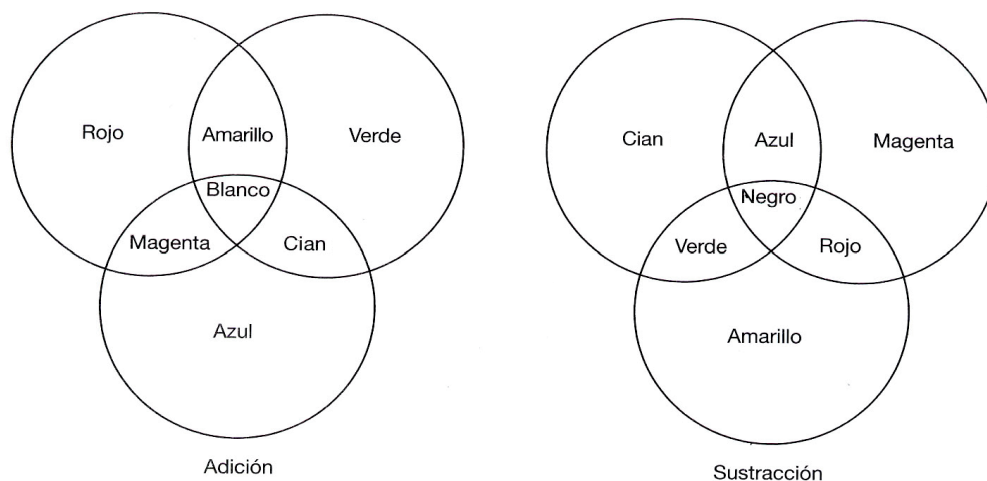 Rojo
Amarillo
Verde
Blanco
Magenta
Cian
Azul
Adición
Cian
Azul
Magenta
Negro
Verde
Rojo
Amarillo
Sustracción